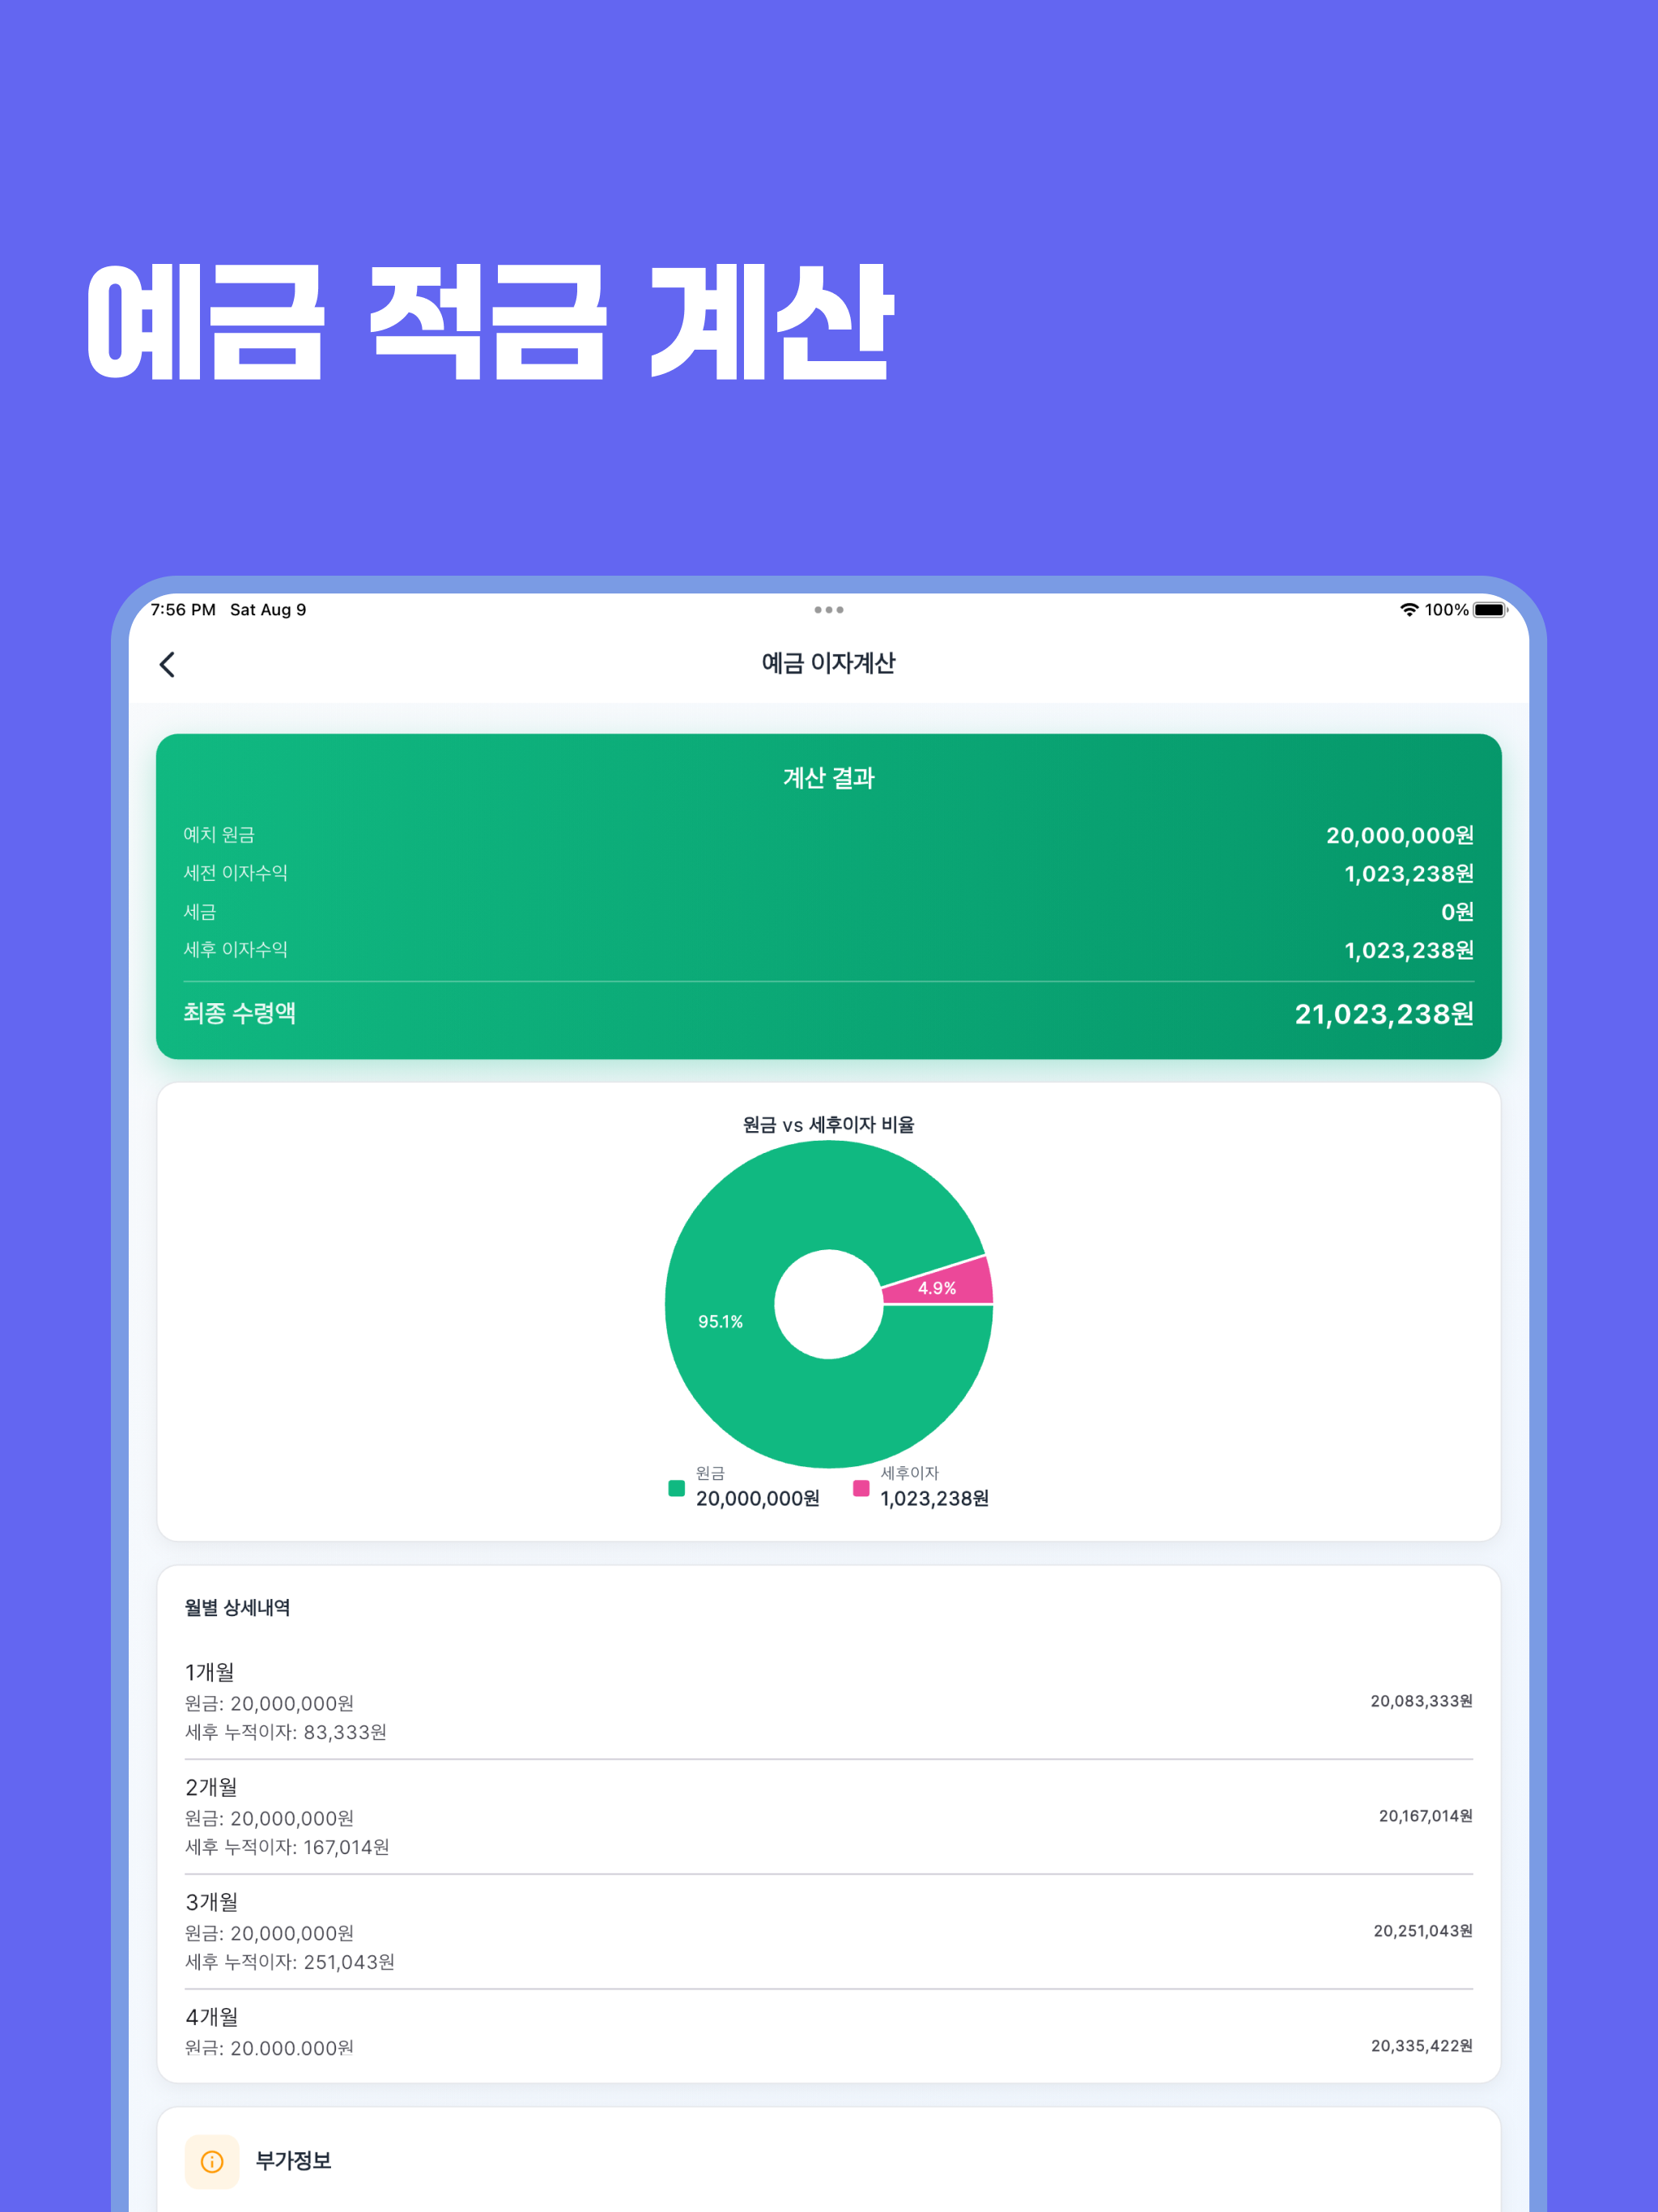 예금 적금 계산
7:56 PM Sat Aug 9 100%
예금 이자계산
계산 결과
예치 원금 20,000,000원
세전 이자수익 1,023,238원
세금 0원
세후 이자수익 1,023,238원
최종 수령액 21,023,238원
원금 vs 세후이자 비율
4.9%
95.1%
원금 세후이자
20,000,000원 1,023,238원
월별 상세내역
1개월
원금: 20,000,000원 20,083,333원
세후 누적이자: 83,333원
2개월
원금: 20,000,000원 20,167,014원
세후 누적이자: 167,014원
3개월
원금: 20,000,000원 20,251,043원
세후 누적이자: 251,043원
4개월
원금: 20,000,000원 20,335,422원
부가정보